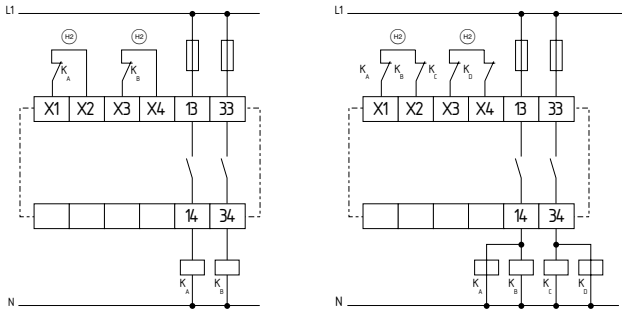 L1
H2 H2
K A K B
X1 X2 X3 X4 13 33
14 34
K A K B
N
L1
H2 H2
K A K B K C K D
X1 X2 X3 X4 13 33
14 34
K A K B K C K D
N